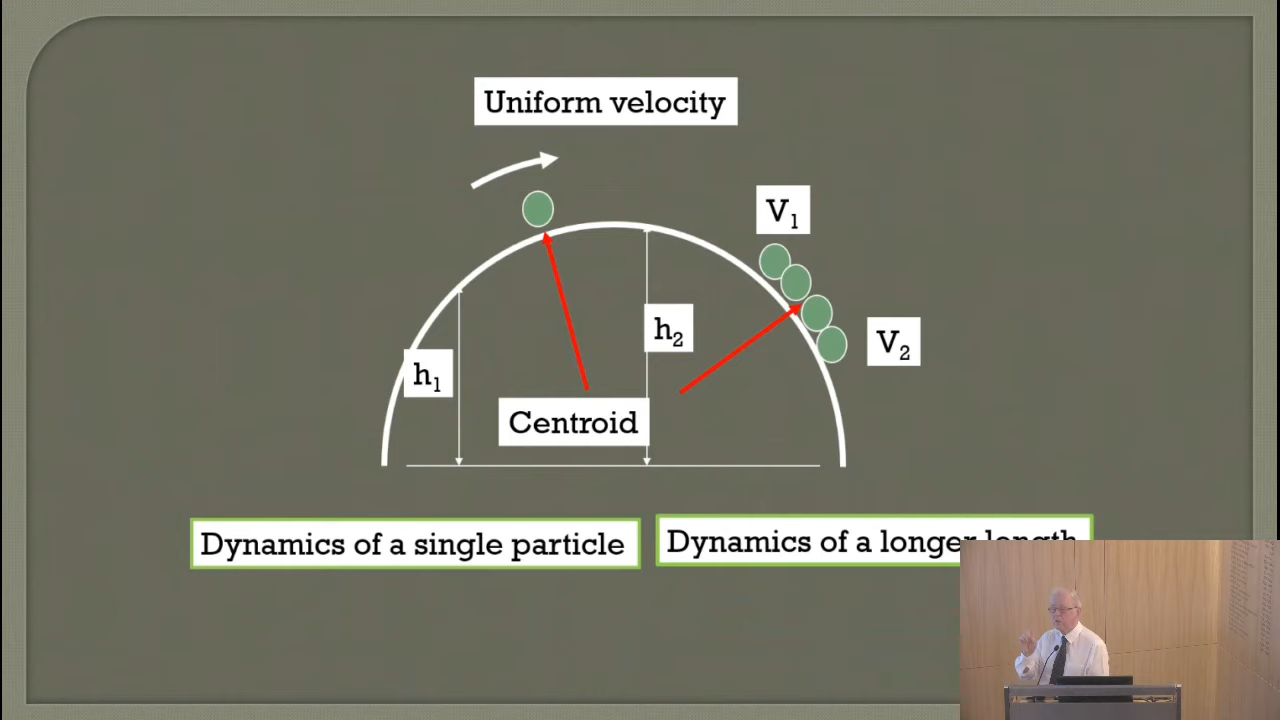 Uniform velocity
V₁
h₂
V₂
h₁
Centroid
Dynamics of a single particle
Dynamics of a longer length